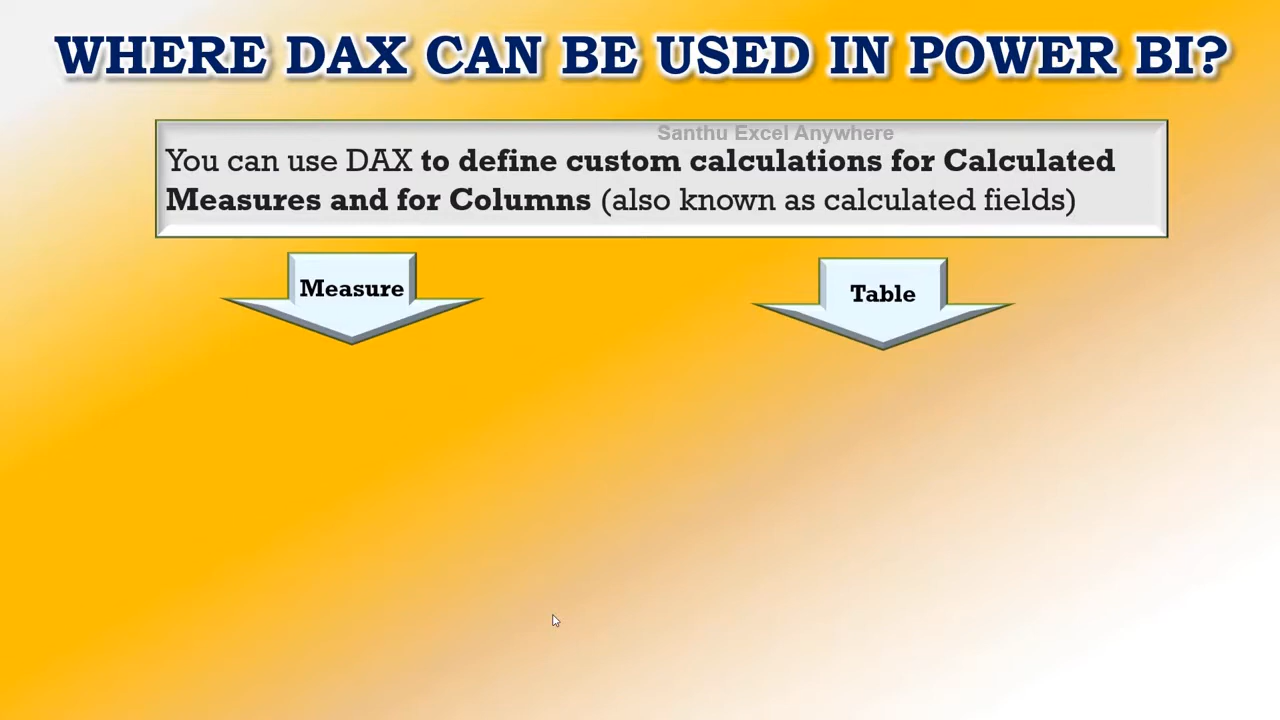 WHERE DAX CAN BE USED IN POWER BI?
Santhu Excel Anywhere
You can use DAX to define custom calculations for Calculated
Measures and for Columns (also known as calculated fields)
Measure
Table